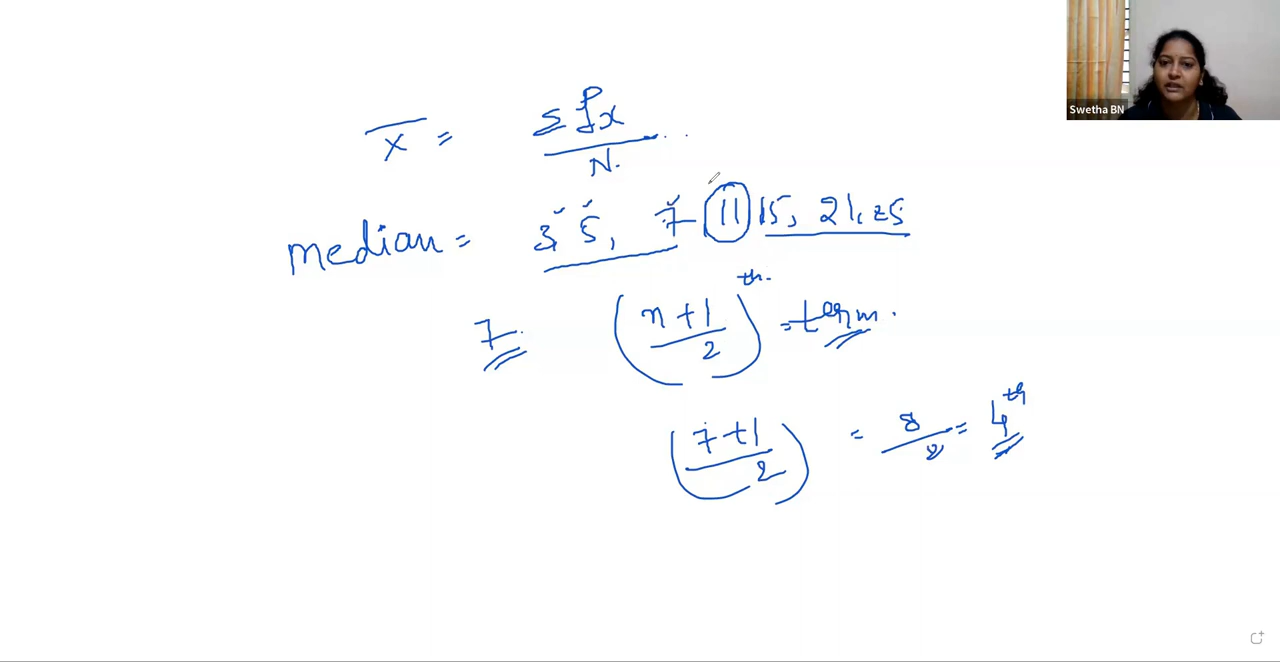 Swetha BN
x̄ = Σfx / N.
median = 3, 5, 7 11 15, 21, 25
7. (n+1 / 2)th = term.
(7+1 / 2) = 8/2 = 4th